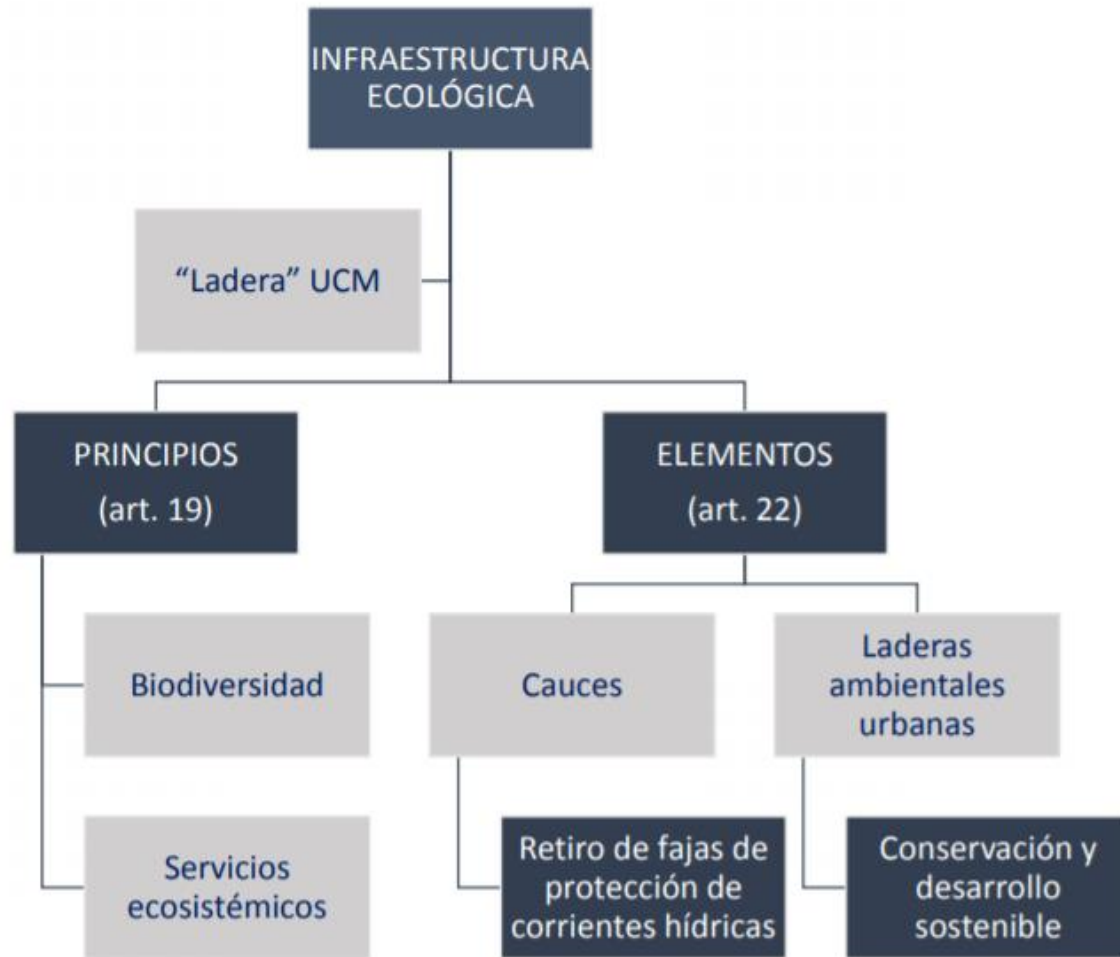 INFRAESTRUCTURA
ECOLÓGICA
“Ladera” UCM
PRINCIPIOS
(art. 19)
ELEMENTOS
(art. 22)
Biodiversidad
Cauces
Laderas
ambientales
urbanas
Servicios
ecosistémicos
Retiro de fajas de
protección de
corrientes hídricas
Conservación y
desarrollo
sostenible